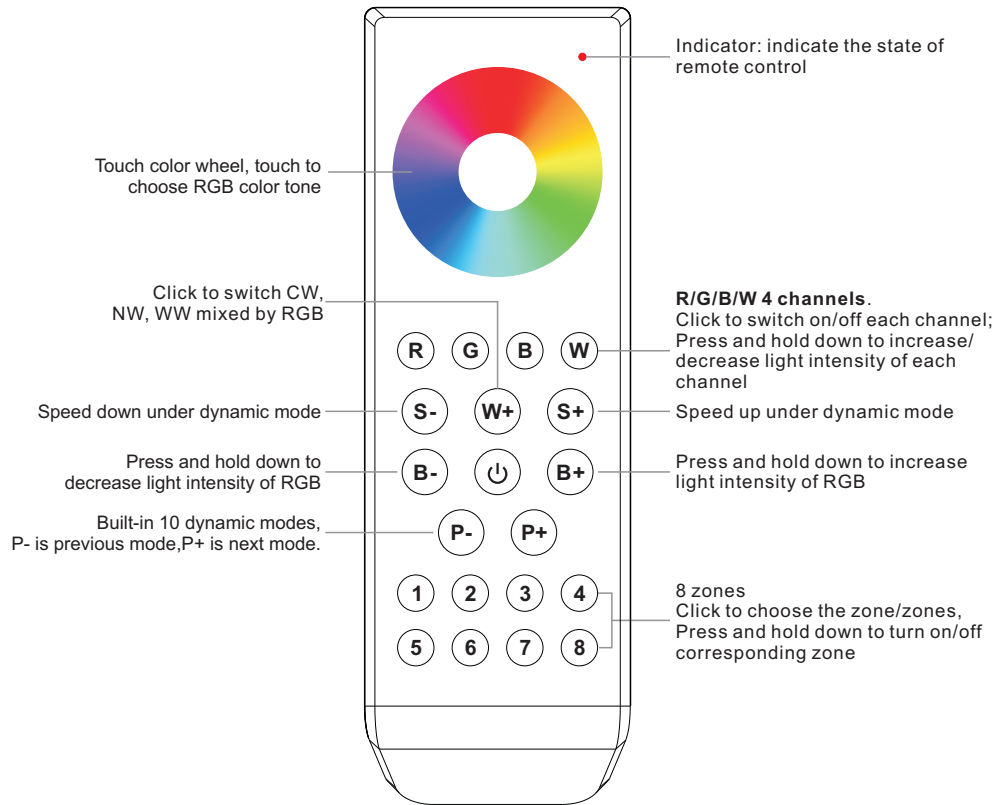 Indicator: indicate the state of
remote control
Touch color wheel, touch to
choose RGB color tone
Click to switch CW,
NW, WW mixed by RGB
R/G/B/W 4 channels.
Click to switch on/off each channel;
Press and hold down to increase/
decrease light intensity of each
channel
R G B W
Speed down under dynamic mode
S- W+ S+
Speed up under dynamic mode
Press and hold down to
decrease light intensity of RGB
B- B+
Press and hold down to increase
light intensity of RGB
Built-in 10 dynamic modes,
P- is previous mode,P+ is next mode.
P- P+
1 2 3 4
5 6 7 8
8 zones
Click to choose the zone/zones,
Press and hold down to turn on/off
corresponding zone